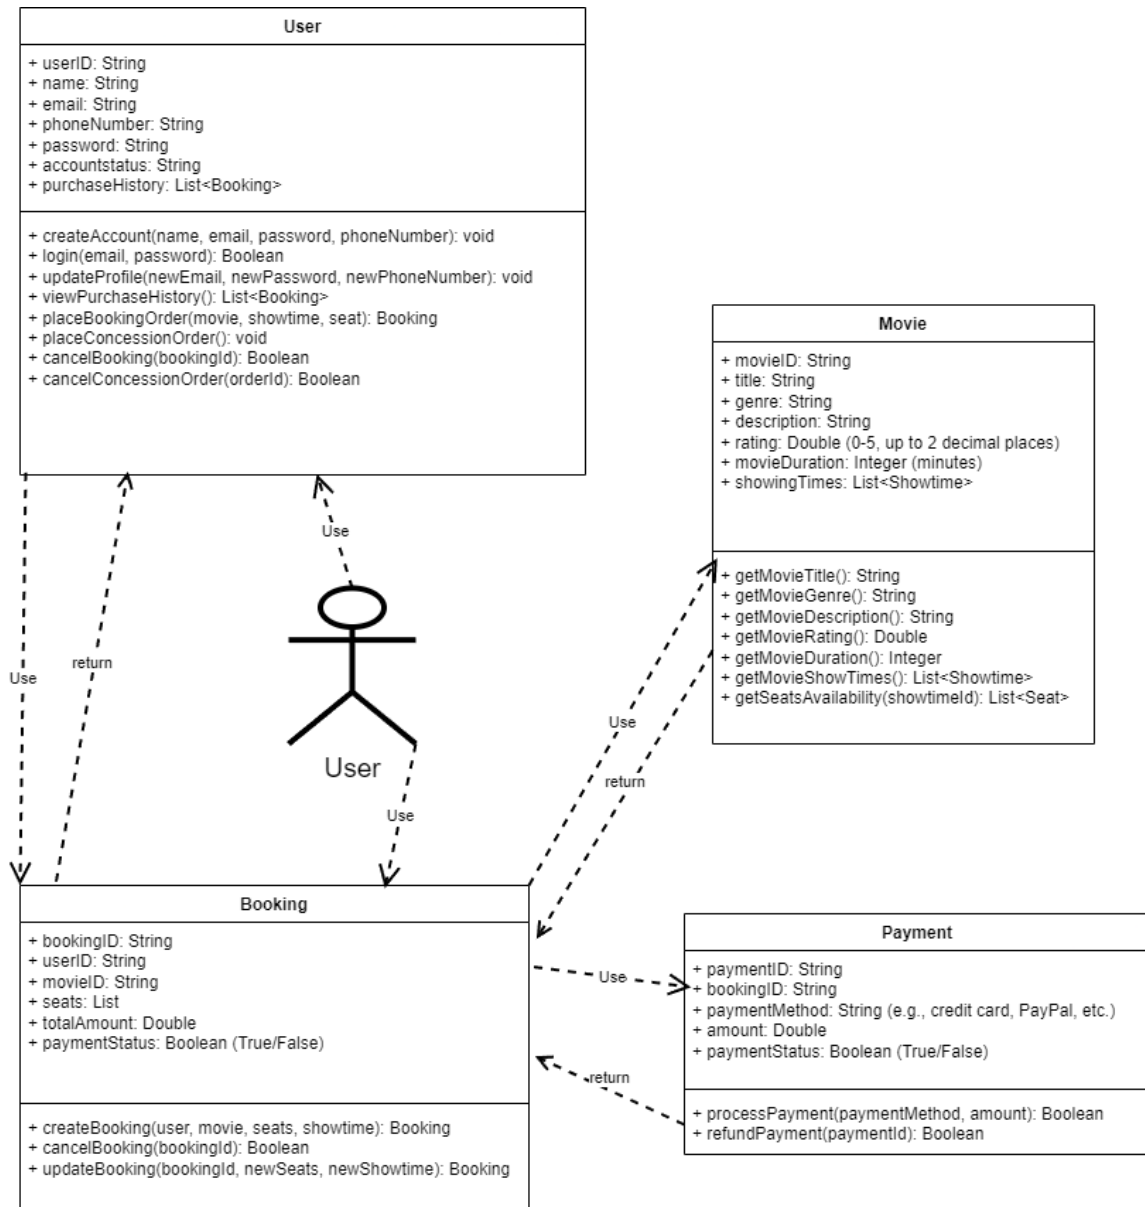 User
+ userID: String
+ name: String
+ email: String
+ phoneNumber: String
+ password: String
+ accountstatus: String
+ purchaseHistory: List<Booking>
+ createAccount(name, email, password, phoneNumber): void
+ login(email, password): Boolean
+ updateProfile(newEmail, newPassword, newPhoneNumber): void
+ viewPurchaseHistory(): List<Booking>
+ placeBookingOrder(movie, showtime, seat): Booking
+ placeConcessionOrder(): void
+ cancelBooking(bookingId): Boolean
+ cancelConcessionOrder(orderId): Boolean
Movie
+ movieID: String
+ title: String
+ genre: String
+ description: String
+ rating: Double (0-5, up to 2 decimal places)
+ movieDuration: Integer (minutes)
+ showingTimes: List<Showtime>
+ getMovieTitle(): String
+ getMovieGenre(): String
+ getMovieDescription(): String
+ getMovieRating(): Double
+ getMovieDuration(): Integer
+ getMovieShowTimes(): List<Showtime>
+ getSeatsAvailability(showtimeId): List<Seat>
Use
return
Use
User
Use
Use
return
Booking
+ bookingID: String
+ userID: String
+ movieID: String
+ seats: List
+ totalAmount: Double
+ paymentStatus: Boolean (True/False)
+ createBooking(user, movie, seats, showtime): Booking
+ cancelBooking(bookingId): Boolean
+ updateBooking(bookingId, newSeats, newShowtime): Booking
Use
return
Payment
+ paymentID: String
+ bookingID: String
+ paymentMethod: String (e.g., credit card, PayPal, etc.)
+ amount: Double
+ paymentStatus: Boolean (True/False)
+ processPayment(paymentMethod, amount): Boolean
+ refundPayment(paymentId): Boolean